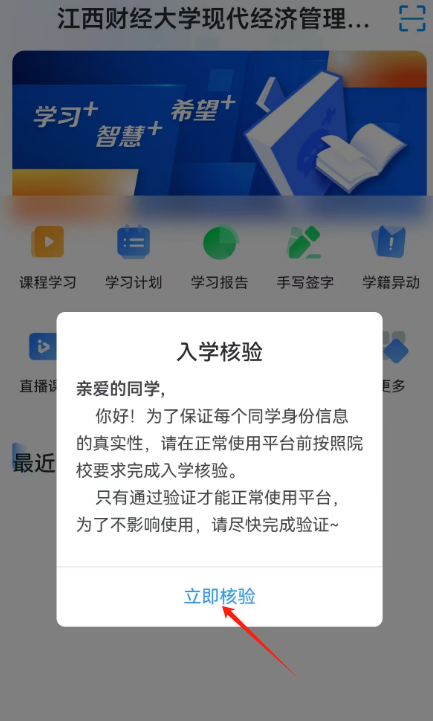 江西财经大学现代经济管理...
学习+
智慧+
希望+
课程学习
学习计划
学习报告
手写签字
学籍异动
直播课
更多
最近
入学核验
亲爱的同学，
你好！为了保证每个同学身份信息
的真实性，请在正常使用平台前按照院
校要求完成入学核验。
只有通过验证才能正常使用平台，
为了不影响使用，请尽快完成验证~
立即核验